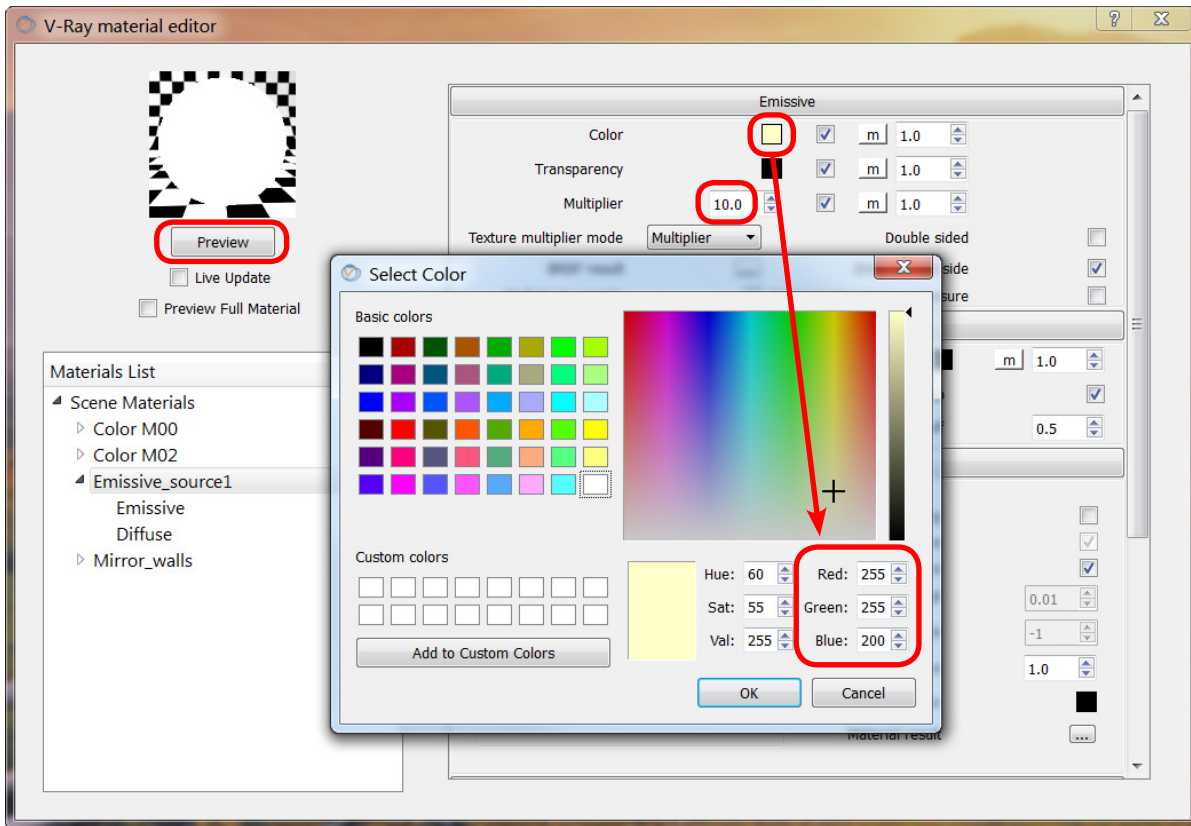 V-Ray material editor
?
Emissive
Color m 1.0
Transparency m 1.0
Multiplier 10.0 m 1.0
Texture multiplier mode Multiplier Double sided
Preview
Live Update
Preview Full Material
Select Color
side
sure
Basic colors
m 1.0
0.5
Materials List
Scene Materials
Color M00
Color M02
Emissive_source1
Emissive
Diffuse
Mirror_walls
Custom colors
Add to Custom Colors
Hue: 60 Red: 255
Sat: 55 Green: 255
Val: 255 Blue: 200
OK Cancel
0.01
-1
1.0
Material result ...